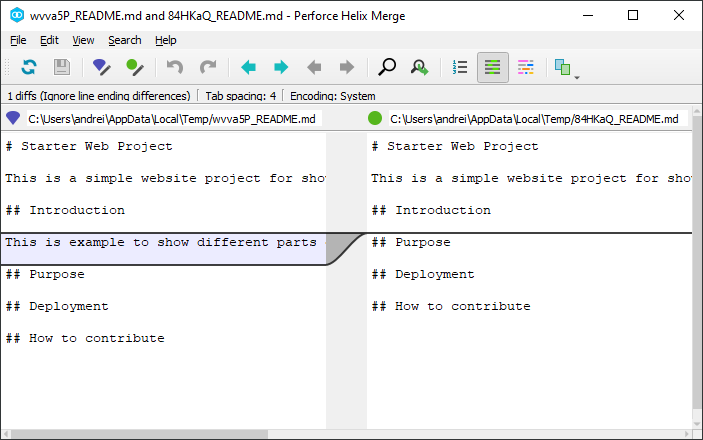 wvva5P_README.md and 84HKaQ_README.md - Perforce Helix Merge
File Edit View Search Help
1 diffs (Ignore line ending differences) Tab spacing: 4 Encoding: System
C:\Users\andrei\AppData\Local\Temp/wvva5P_README.md
# Starter Web Project
This is a simple website project for sho
## Introduction
This is example to show different parts
## Purpose
## Deployment
## How to contribute
C:\Users\andrei\AppData\Local\Temp/84HKaQ_README.md
# Starter Web Project
This is a simple website project for sho
## Introduction
## Purpose
## Deployment
## How to contribute